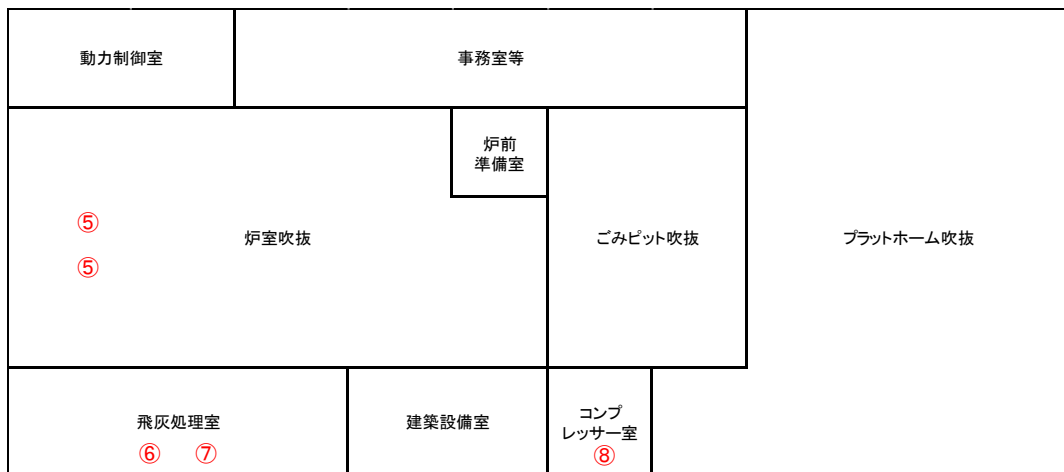 動力制御室
事務室等
炉前
準備室
⑤
炉室吹抜
ごみピット吹抜
プラットホーム吹抜
⑤
飛灰処理室
建築設備室
コンプ
レッサー室
⑥
⑦
⑧